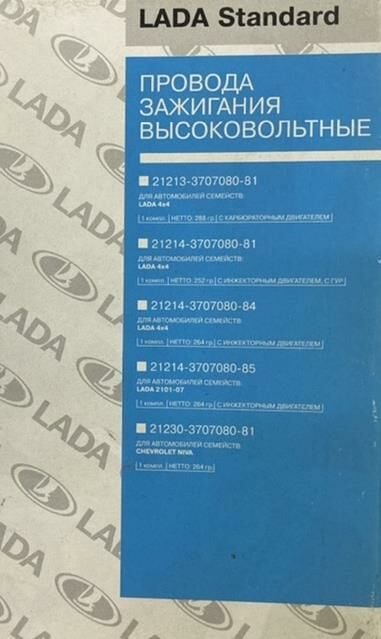 LADA Standard
ПРОВОДА
ЗАЖИГАНИЯ
ВЫСОКОВОЛЬТНЫЕ
21213-3707080-81
ДЛЯ АВТОМОБИЛЕЙ СЕМЕЙСТВ:
LADA 4x4
1 компл. НЕТТО: 288 гр. С КАРБЮРАТОРНЫМ ДВИГАТЕЛЕМ
21214-3707080-81
ДЛЯ АВТОМОБИЛЕЙ СЕМЕЙСТВ:
LADA 4x4
1 компл. НЕТТО: 252 гр. С ИНЖЕКТОРНЫМ ДВИГАТЕЛЕМ, С ГУР
21214-3707080-84
ДЛЯ АВТОМОБИЛЕЙ СЕМЕЙСТВ:
LADA 4x4
1 компл. НЕТТО: 264 гр. С ИНЖЕКТОРНЫМ ДВИГАТЕЛЕМ
21214-3707080-85
ДЛЯ АВТОМОБИЛЕЙ СЕМЕЙСТВ:
LADA 2101-07
1 компл. НЕТТО: 264 гр. С ИНЖЕКТОРНЫМ ДВИГАТЕЛЕМ
21230-3707080-81
ДЛЯ АВТОМОБИЛЕЙ СЕМЕЙСТВ:
CHEVROLET NIVA
1 компл. НЕТТО: 264 гр.
LADA
LADA
LADA
LADA
LADA